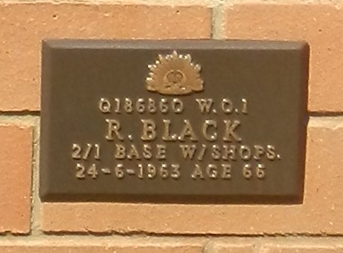 Q186860 W.O.1
R. BLACK
2/1 BASE W/SHOPS.
24-6-1963 AGE 66